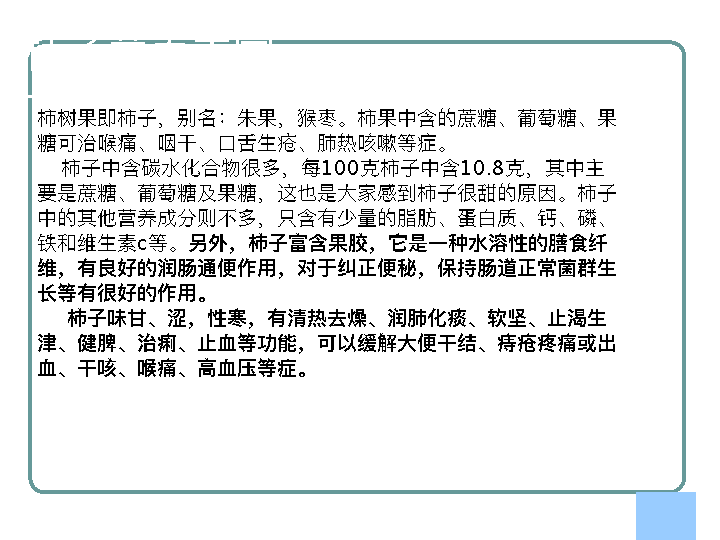 柿树果即柿子，别名：朱果，猴枣。柿果中含的蔗糖、葡萄糖、果
糖可治喉痛、咽干、口舌生疮、肺热咳嗽等症。
柿子中含碳水化合物很多，每100克柿子中含10.8克，其中主
要是蔗糖、葡萄糖及果糖，这也是大家感到柿子很甜的原因。柿子
中的其他营养成分则不多，只含有少量的脂肪、蛋白质、钙、磷、
铁和维生素c等。另外，柿子富含果胶，它是一种水溶性的膳食纤
维，有良好的润肠通便作用，对于纠正便秘，保持肠道正常菌群生
长等有很好的作用。
柿子味甘、涩，性寒，有清热去燥、润肺化痰、软坚、止渴生
津、健脾、治痢、止血等功能，可以缓解大便干结、痔疮疼痛或出
血、干咳、喉痛、高血压等症。